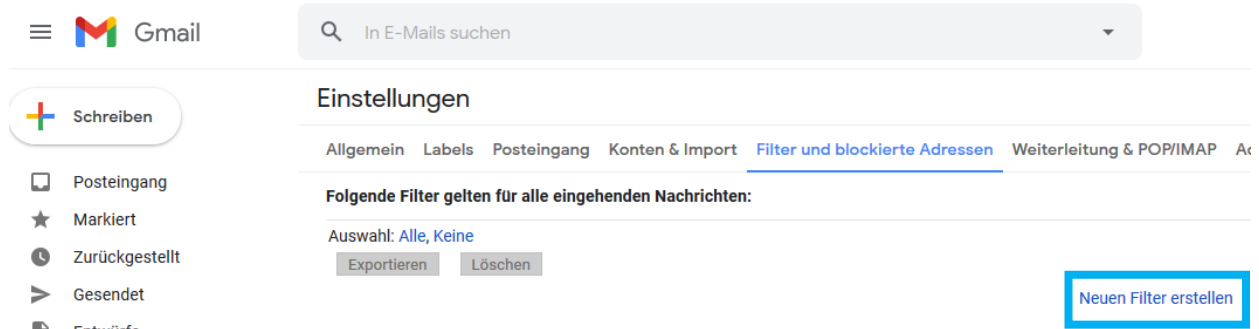 Gmail
In E-Mails suchen
Schreiben
Einstellungen
Allgemein Labels Posteingang Konten & Import Filter und blockierte Adressen Weiterleitung & POP/IMAP
Posteingang
Folgende Filter gelten für alle eingehenden Nachrichten:
Markiert
Auswahl: Alle, Keine
Zurückgestellt
Exportieren Löschen
Gesendet
Neuen Filter erstellen